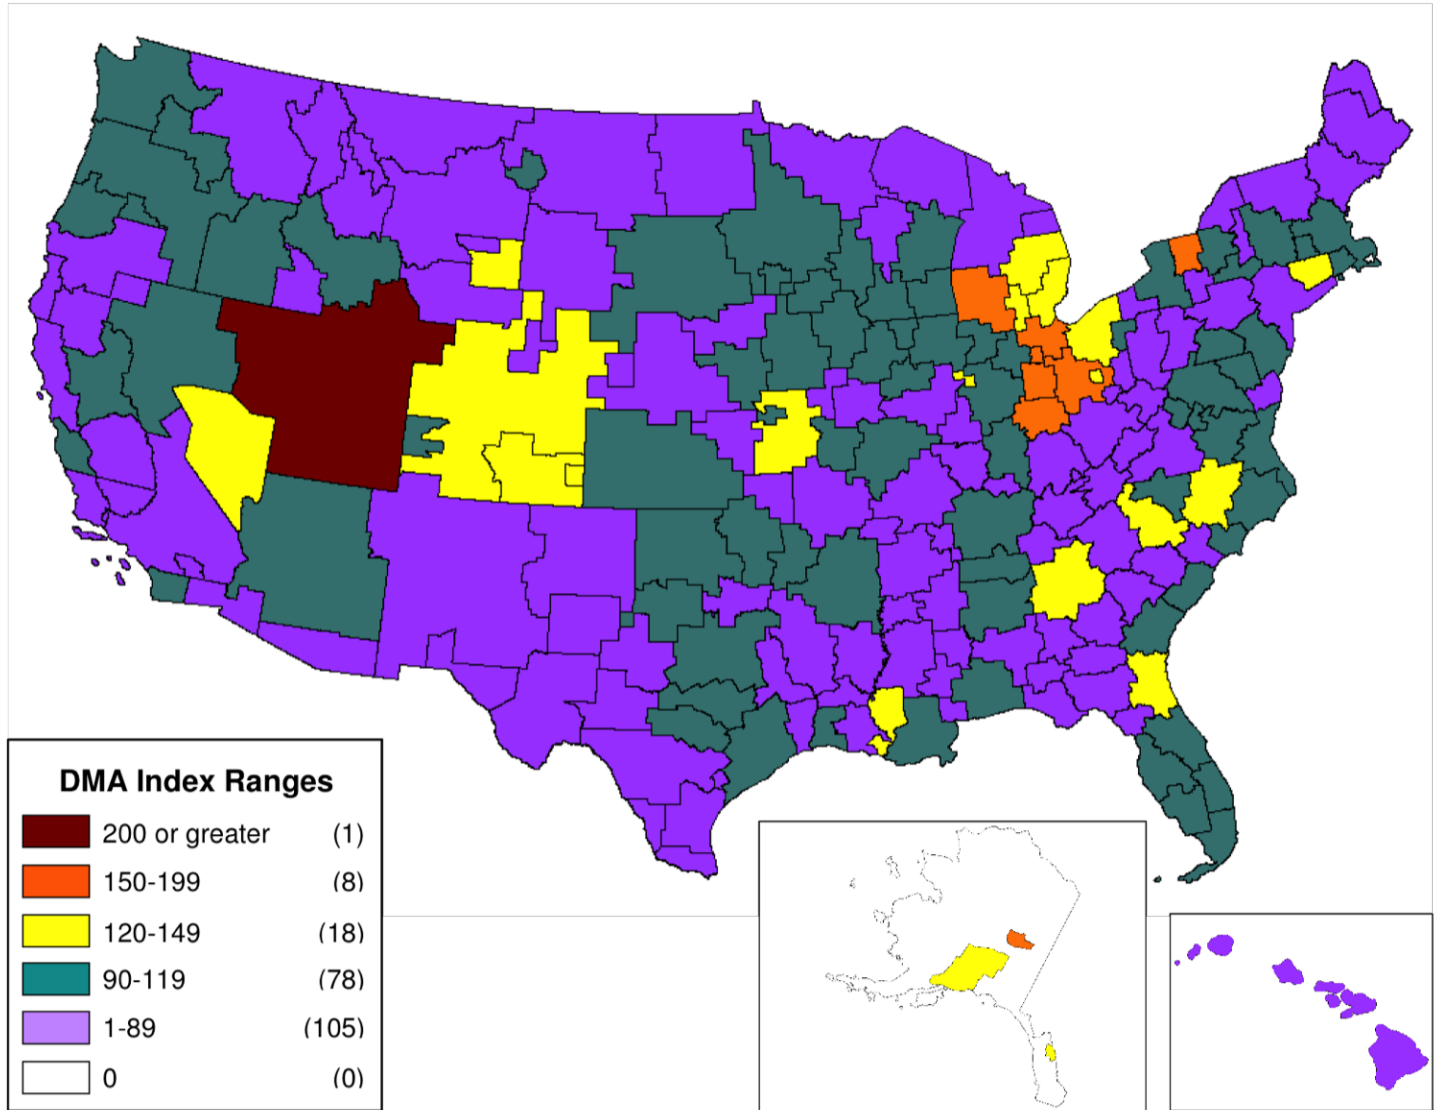 DMA Index Ranges
200 or greater (1)
150-199 (8)
120-149 (18)
90-119 (78)
1-89 (105)
0 (0)